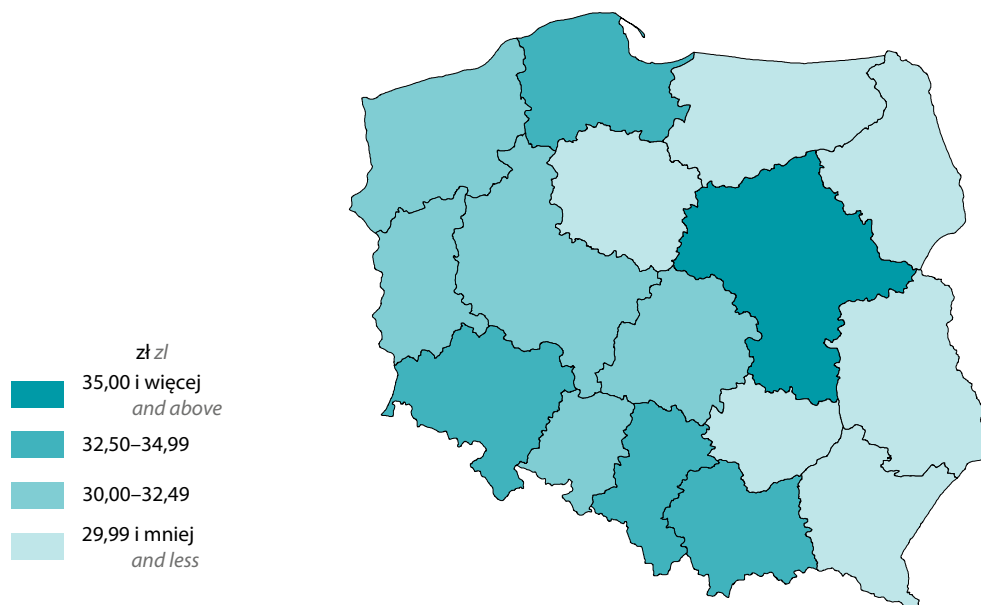 zł zl
35,00 i więcej
and above
32,50–34,99
30,00–32,49
29,99 i mniej
and less